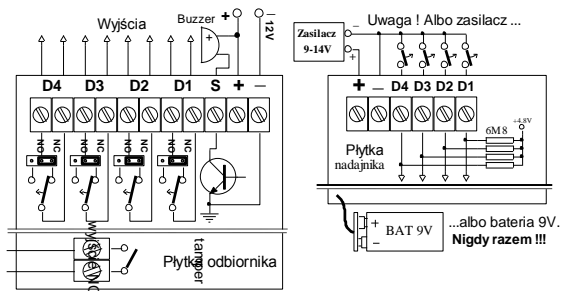 Wyjścia
Buzzer + – 12V
D4 D3 D2 D1 S + –
NO NC NO NC NO NC NO NC
Płytka odbiornika
tamper
wyjście NC
Uwaga ! Albo zasilacz ...
Zasilacz
9-14V
–
+
+ – D4 D3 D2 D1
+4.8V
6M8
Płytka
nadajnika
+
–
BAT 9V
...albo bateria 9V.
Nigdy razem !!!